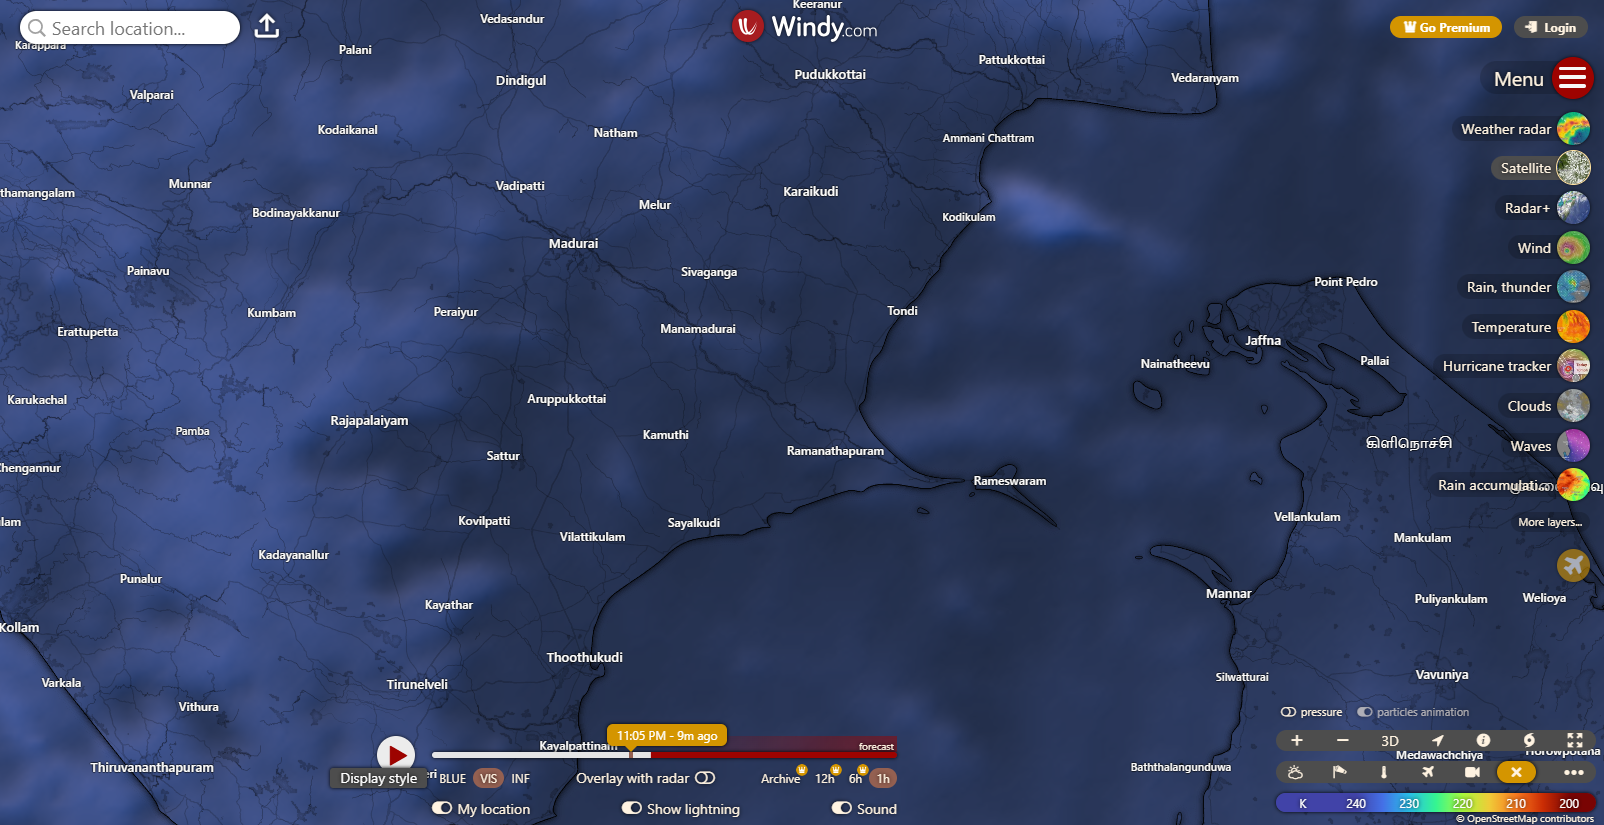 Search location...
Windy.com
Go Premium
Login
Menu
Weather radar
Satellite
Radar+
Wind
Rain, thunder
Temperature
Hurricane tracker
Clouds
Waves
Rain accumulati...
More layers...
Keeranur
Vedasandur
Karappara
Palani
Pattukkottai
Pudukkottai
Vedaranyam
Dindigul
Valparai
Kodaikanal
Natham
Ammani Chattram
Munnar
Vadipatti
Karaikudi
thamangalam
Melur
Bodinayakkanur
Kodikulam
Madurai
Painavu
Sivaganga
Point Pedro
Kumbam
Peraiyur
Tondi
Erattupetta
Manamadurai
Jaffna
Nainatheevu
Pallai
Karukachal
Aruppukkottai
Rajapalaiyam
Pamba
Kamuthi
கிளிநொச்சி
Sattur
Ramanathapuram
Chengannur
Rameswaram
lam
Kovilpatti
Sayalkudi
Vellankulam
Vilattikulam
Mankulam
Kadayanallur
Punalur
Mannar
Welioya
Kayathar
Puliyankulam
Kollam
Thoothukudi
Vavuniya
Silwatturai
Varkala
Tirunelveli
Vithura
Kayalpattinam
Thiruvananthapuram
Baththalangunduwa
Medawachchiya
Horowpotana
11:05 PM - 9m ago
forecast
Display style
eri
BLUE
VIS
INF
Overlay with radar
Archive
12h
6h
1h
My location
Show lightning
Sound
pressure
particles animation
3D
K 240 230 220 210 200
© OpenStreetMap contributors